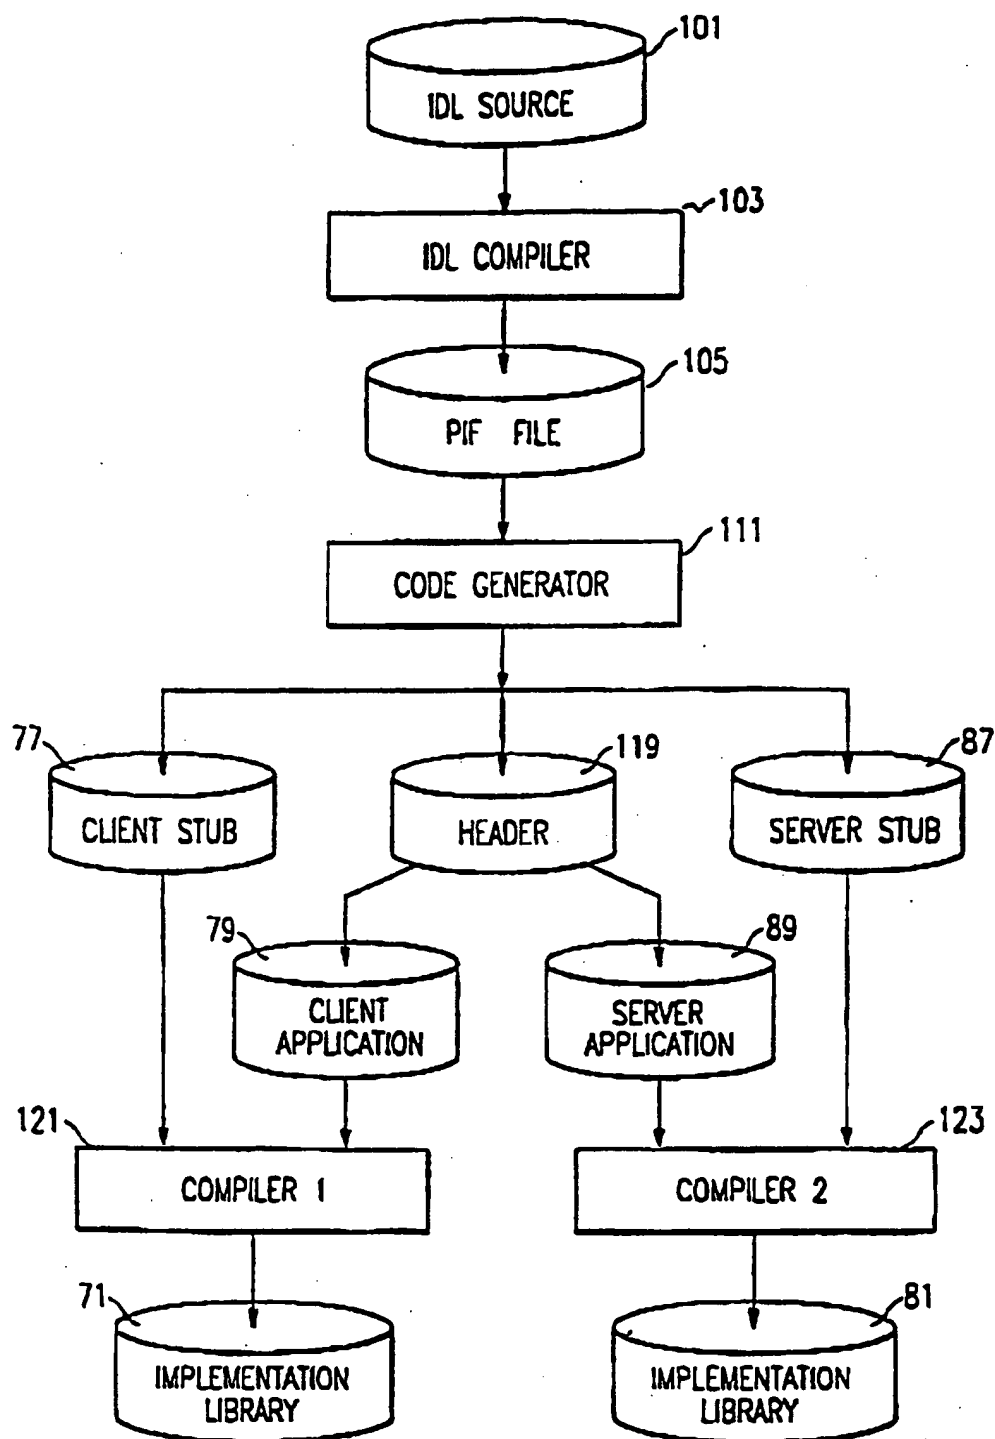 101
IDL SOURCE
103
IDL COMPILER
105
PIF FILE
111
CODE GENERATOR
77
119
87
CLIENT STUB
HEADER
SERVER STUB
79
89
CLIENT
APPLICATION
SERVER
APPLICATION
121
123
COMPILER 1
COMPILER 2
71
81
IMPLEMENTATION
LIBRARY
IMPLEMENTATION
LIBRARY